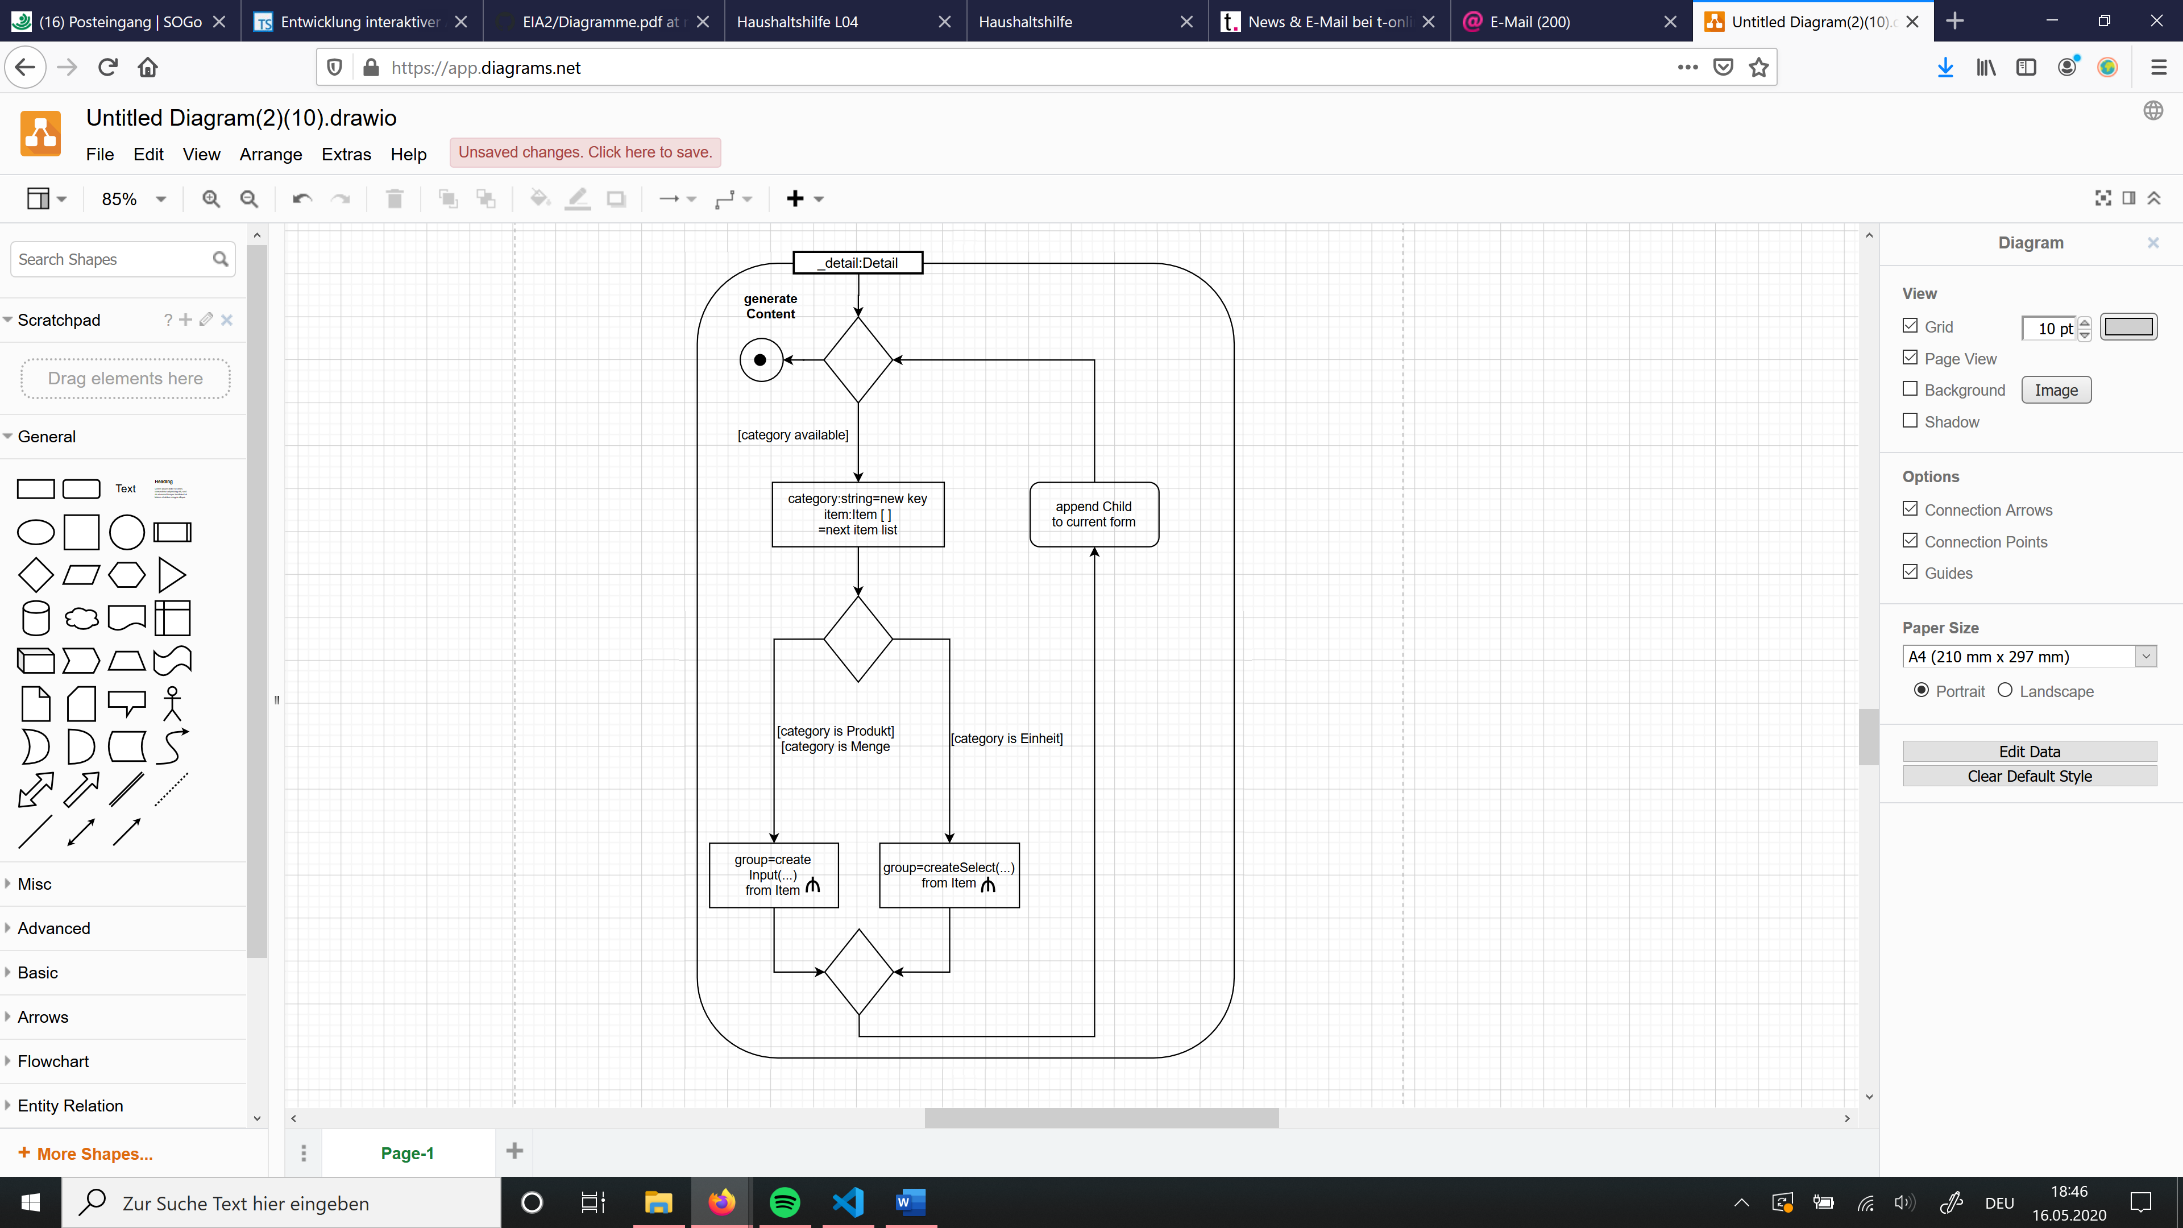 (16) Posteingang | SOGo
Entwicklung interaktiver
EIA2/Diagramme.pdf at
Haushaltshilfe L04
Haushaltshilfe
News & E-Mail bei t-onli
E-Mail (200)
Untitled Diagram(2)(10).
https://app.diagrams.net
Untitled Diagram(2)(10).drawio
File Edit View Arrange Extras Help
Unsaved changes. Click here to save.
85%
Search Shapes
Scratchpad
?
Drag elements here
General
Text
Heading
Misc
Advanced
Basic
Arrows
Flowchart
Entity Relation
+ More Shapes...
_detail:Detail
generate
Content
[category available]
category:string=new key
item:Item [ ]
=next item list
append Child
to current form
[category is Produkt]
[category is Menge
[category is Einheit]
group=create
Input(...)
from Item
group=createSelect(...)
from Item
Page-1
Diagram
View
Grid
10 pt
Page View
Background
Image
Shadow
Options
Connection Arrows
Connection Points
Guides
Paper Size
A4 (210 mm x 297 mm)
Portrait
Landscape
Edit Data
Clear Default Style
Zur Suche Text hier eingeben
DEU
18:46
16.05.2020